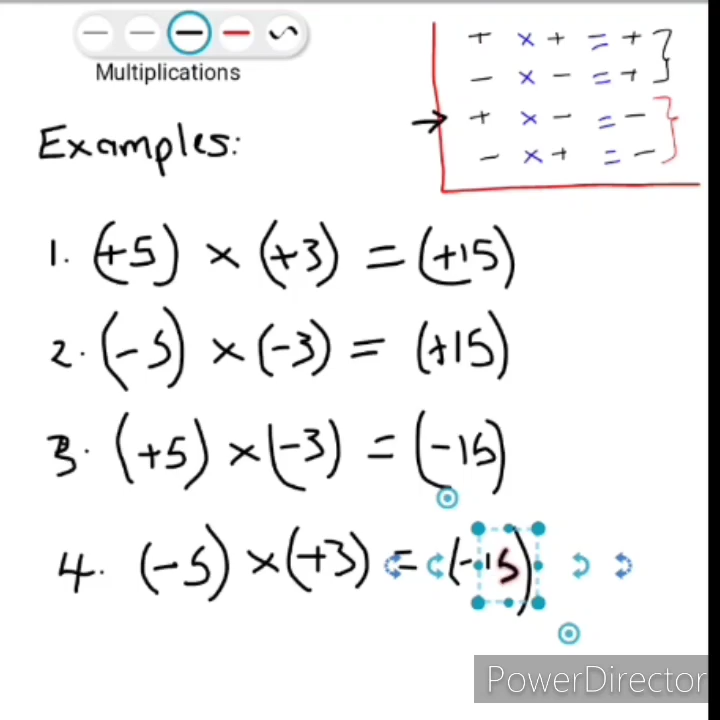 Multiplications
+ × + = +
- × - = +
→ + × - = -
- × + = -
Examples:
1. (+5) × (+3) = (+15)
2. (-5) × (-3) = (+15)
3. (+5) × (-3) = (-15)
4. (-5) × (+3) = (-15)
PowerDirector